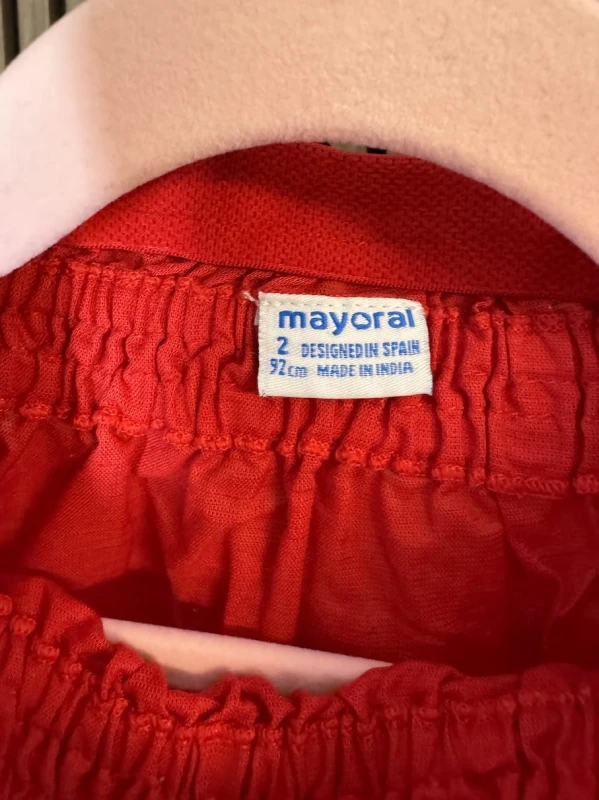 mayoral
2 DESIGNED IN SPAIN
92cm MADE IN INDIA